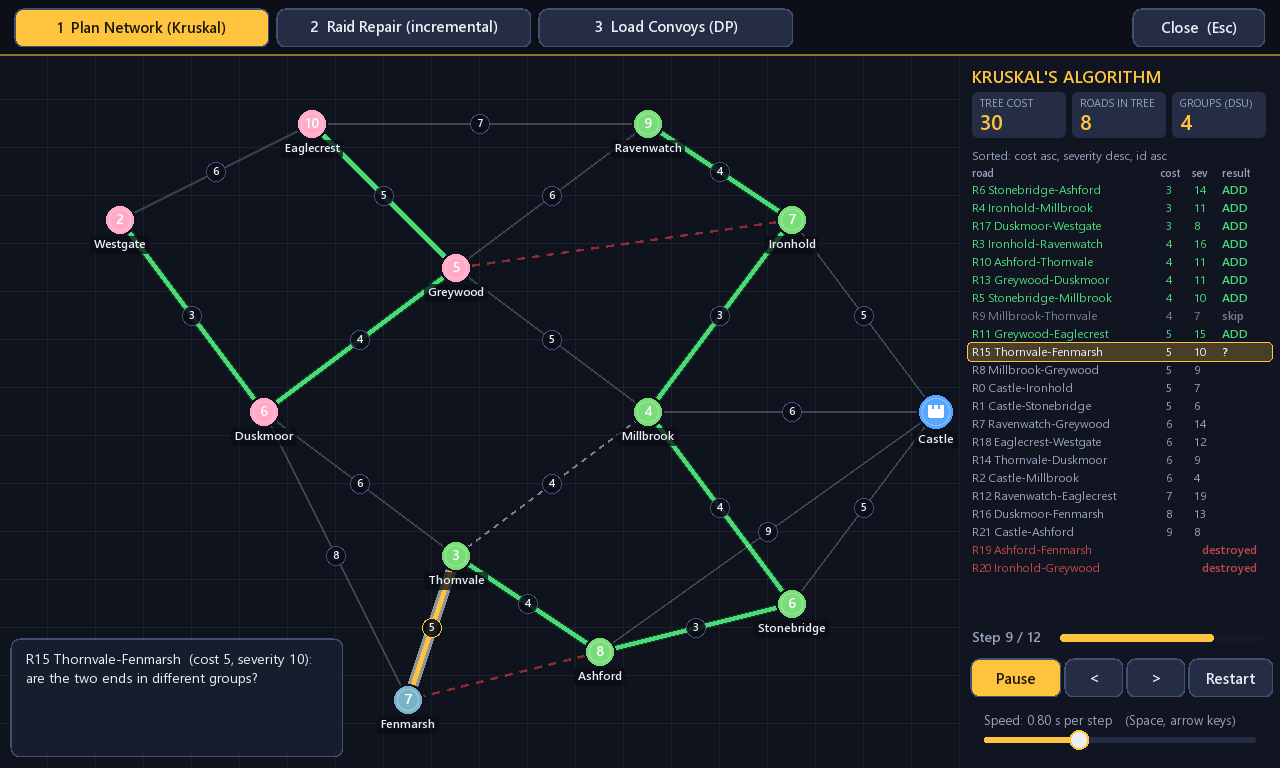 1 Plan Network (Kruskal)
2 Raid Repair (incremental)
3 Load Convoys (DP)
Close (Esc)
KRUSKAL'S ALGORITHM
TREE COST
30
ROADS IN TREE
8
GROUPS (DSU)
4
Sorted: cost asc, severity desc, id asc
road cost sev result
R6 Stonebridge-Ashford 3 14 ADD
R4 Ironhold-Millbrook 3 11 ADD
R17 Duskmoor-Westgate 3 8 ADD
R3 Ironhold-Ravenwatch 4 16 ADD
R10 Ashford-Thornvale 4 11 ADD
R13 Greywood-Duskmoor 4 11 ADD
R5 Stonebridge-Millbrook 4 10 ADD
R9 Millbrook-Thornvale 4 7 skip
R11 Greywood-Eaglecrest 5 15 ADD
R15 Thornvale-Fenmarsh 5 10 ?
R8 Millbrook-Greywood 5 9
R0 Castle-Ironhold 5 7
R1 Castle-Stonebridge 5 6
R7 Ravenwatch-Greywood 6 14
R18 Eaglecrest-Westgate 6 12
R14 Thornvale-Duskmoor 6 9
R2 Castle-Millbrook 6 4
R12 Ravenwatch-Eaglecrest 7 19
R16 Duskmoor-Fenmarsh 8 13
R21 Castle-Ashford 9 8
R19 Ashford-Fenmarsh destroyed
R20 Ironhold-Greywood destroyed
Step 9 / 12
Pause
<
>
Restart
Speed: 0.80 s per step (Space, arrow keys)
10
7
9
Eaglecrest
Ravenwatch
6
4
5
6
2
7
Westgate
Ironhold
5
Greywood
3
3
5
4
5
6
4
6
Duskmoor
Millbrook
Castle
6
4
4
5
9
8
3
Thornvale
4
6
5
3
Stonebridge
8
Ashford
7
Fenmarsh
R15 Thornvale-Fenmarsh (cost 5, severity 10):
are the two ends in different groups?